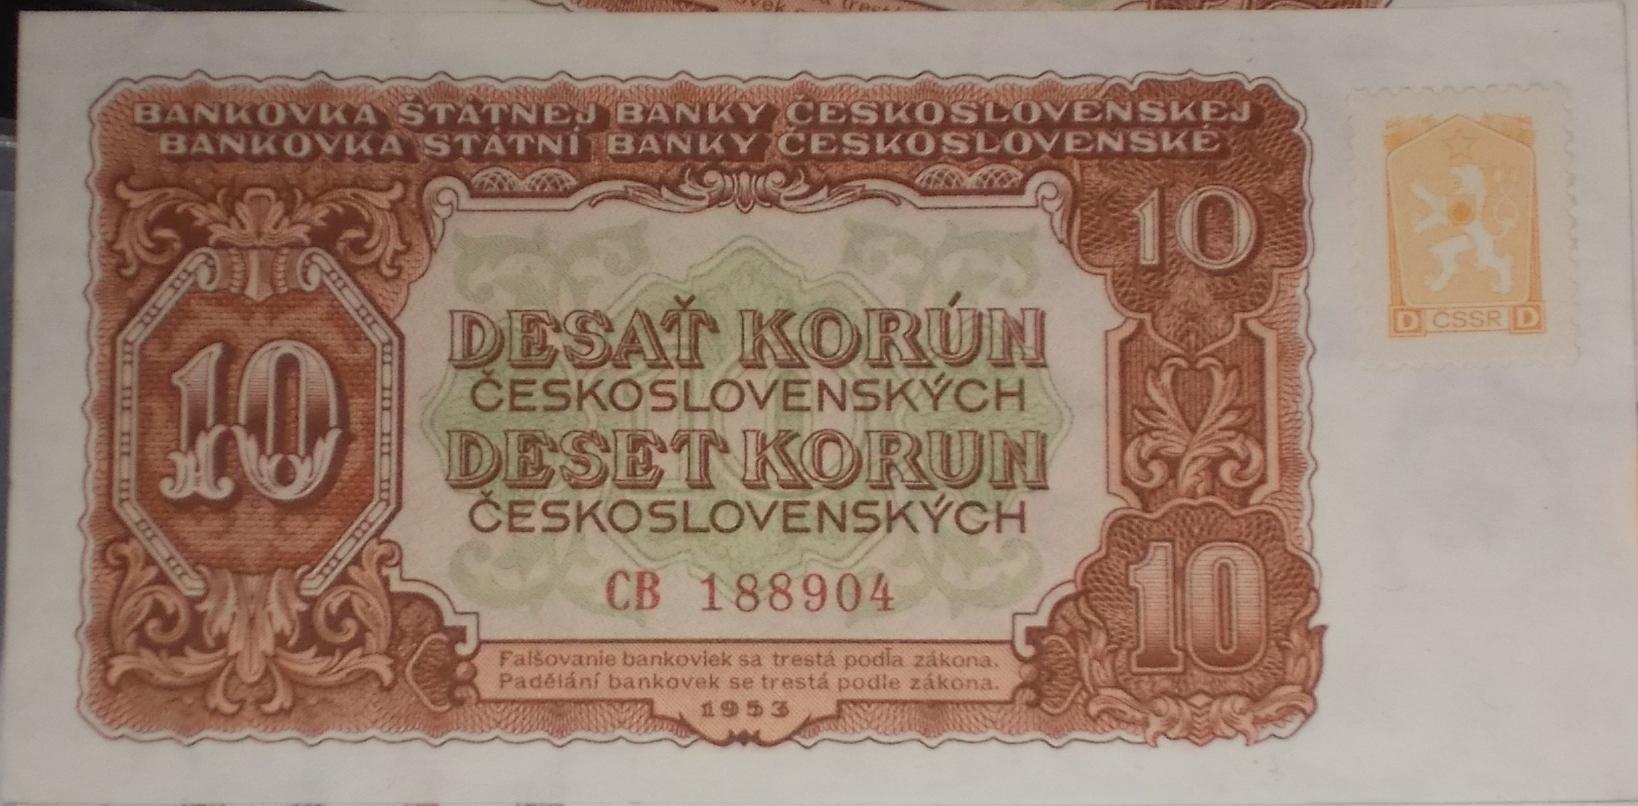 BANKOVKA ŠTÁTNEJ BANKY ČESKOSLOVENSKEJ
BANKOVKA STÁTNÍ BANKY ČESKOSLOVENSKÉ
10
10
D ČSSR D
DESAŤ KORÚN
ČESKOSLOVENSKÝCH
DESET KORUN
ČESKOSLOVENSKÝCH
CB 188904
10
Falšovanie bankoviek sa trestá podľa zákona.
Padělání bankovek se trestá podle zákona.
1953